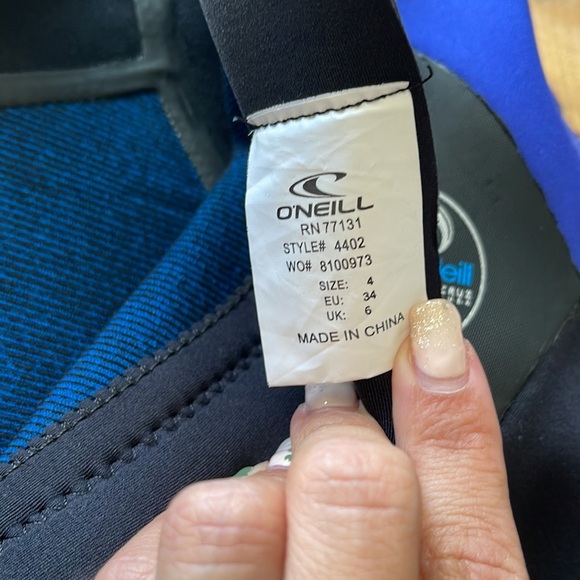 O'NEILL
RN 77131
STYLE# 4402
WO# 8100973
SIZE: 4
EU: 34
UK: 6
MADE IN CHINA